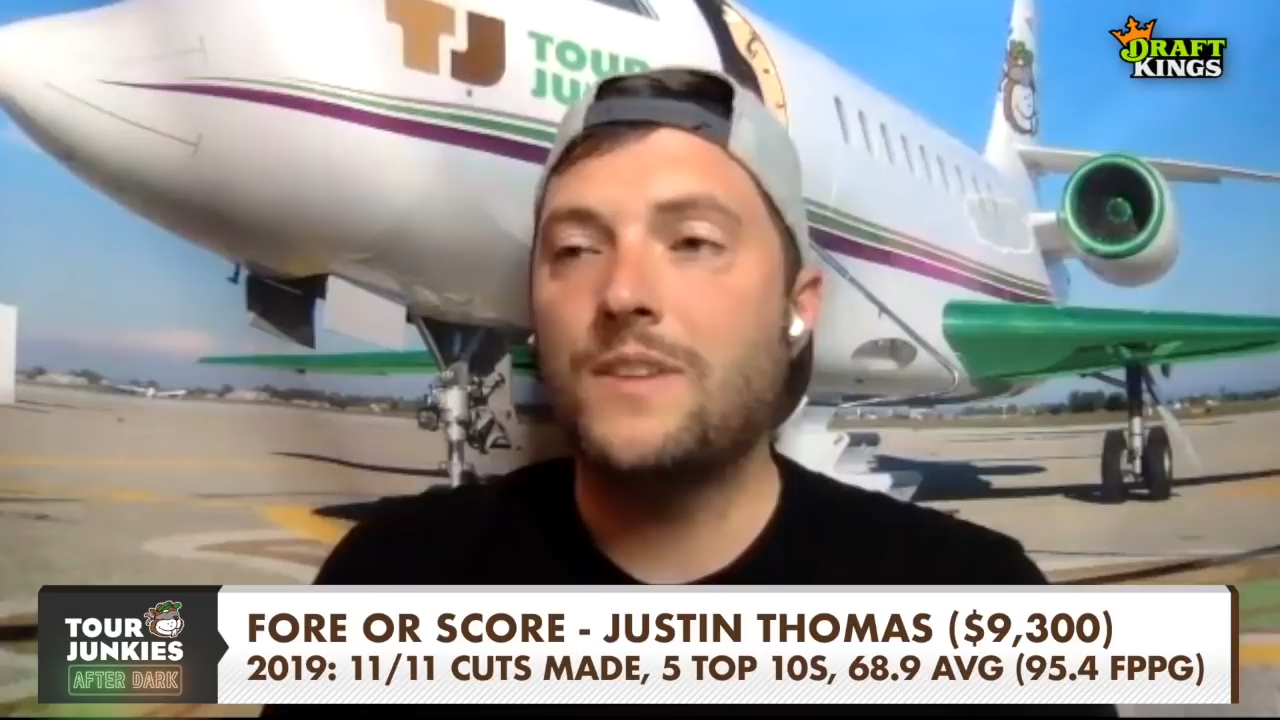 TJ
TOUR
JU
DRAFT
KINGS
TOUR
JUNKIES
AFTER DARK
FORE OR SCORE - JUSTIN THOMAS ($9,300)
2019: 11/11 CUTS MADE, 5 TOP 10S, 68.9 AVG (95.4 FPPG)